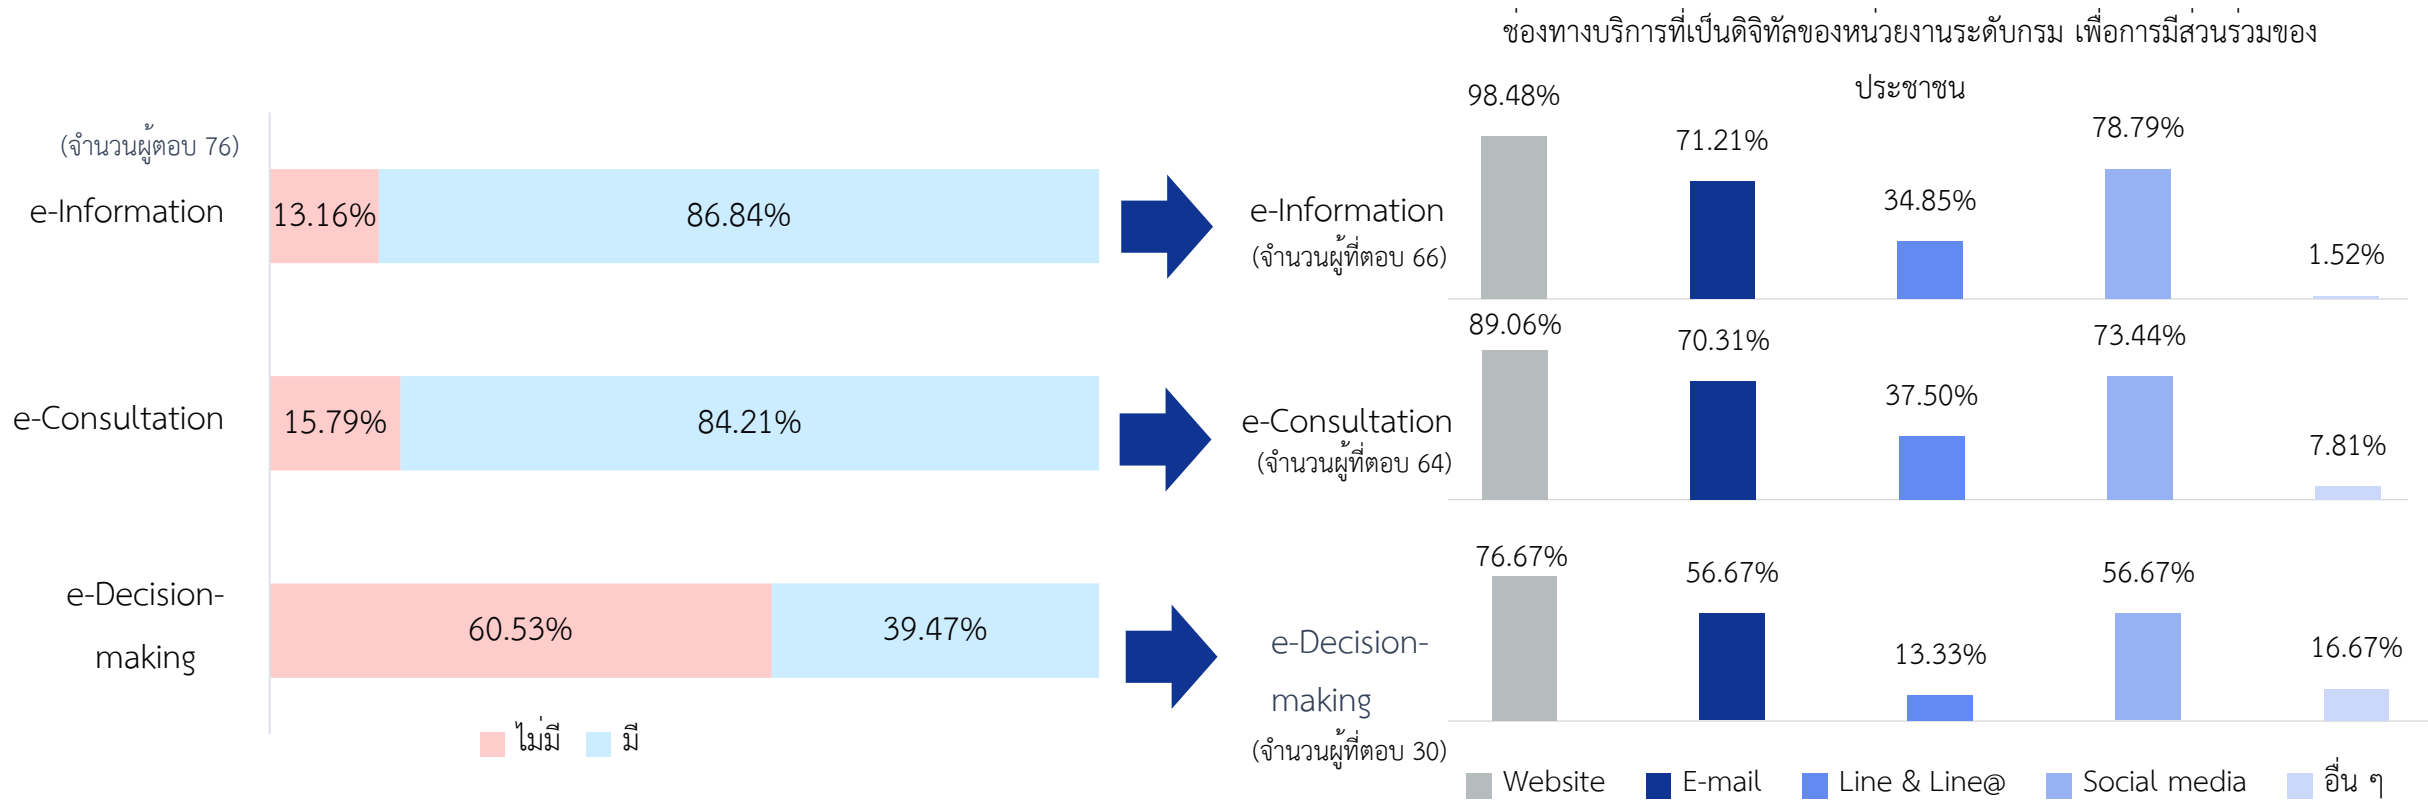 (จำนวนผู้ตอบ 76)
e-Information
13.16%
86.84%
e-Consultation
15.79%
84.21%
e-Decision-
making
60.53%
39.47%
ไม่มี
มี
ช่องทางบริการที่เป็นดิจิทัลของหน่วยงานระดับกรม เพื่อการมีส่วนร่วมของ
ประชาชน
e-Information
(จำนวนผู้ที่ตอบ 66)
98.48%
71.21%
34.85%
78.79%
1.52%
e-Consultation
(จำนวนผู้ที่ตอบ 64)
89.06%
70.31%
37.50%
73.44%
7.81%
e-Decision-
making
(จำนวนผู้ที่ตอบ 30)
76.67%
56.67%
13.33%
56.67%
16.67%
Website
E-mail
Line & Line@
Social media
อื่น ๆ